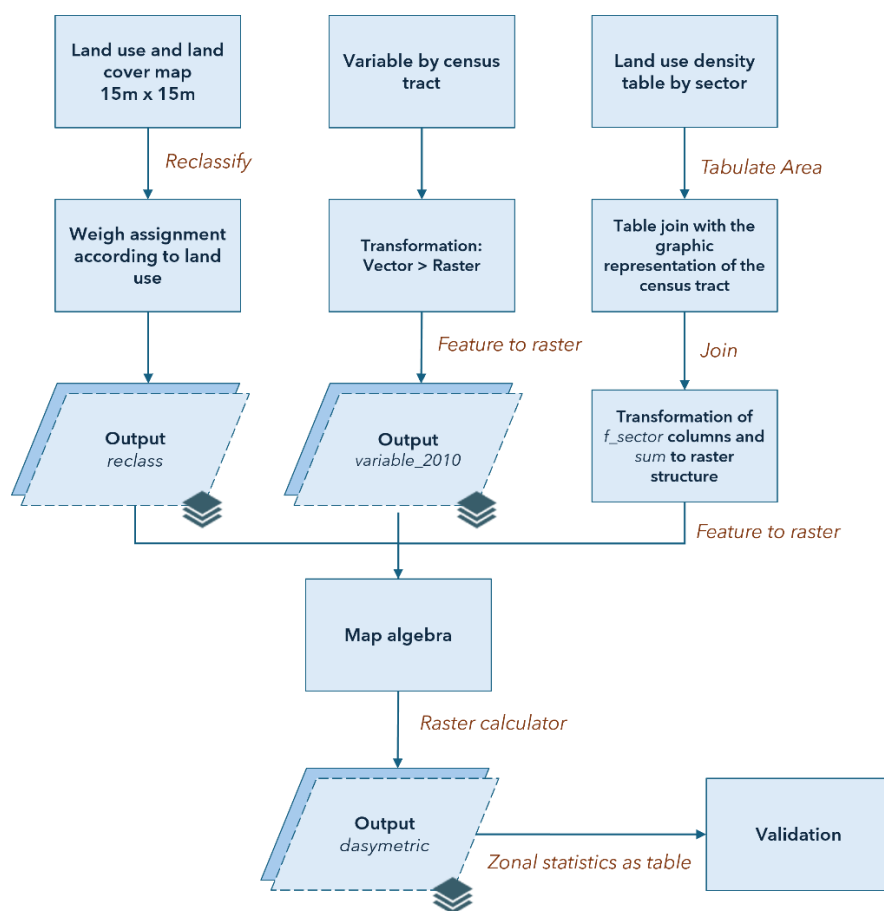 Land use and land
cover map
15m x 15m
Variable by census
tract
Land use density
table by sector
Reclassify
Tabulate Area
Weigh assignment
according to land
use
Transformation:
Vector > Raster
Table join with the
graphic
representation of the
census tract
Feature to raster
Join
Output
reclass
Output
variable_2010
Transformation of
f_sector columns and
sum to raster
structure
Feature to raster
Map algebra
Raster calculator
Output
dasymetric
Validation
Zonal statistics as table